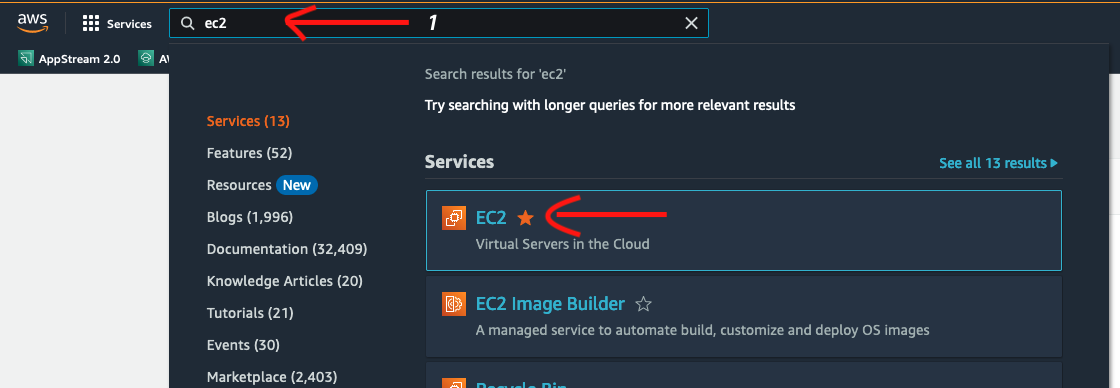 aws
Services
ec2
1
AppStream 2.0
Search results for 'ec2'
Try searching with longer queries for more relevant results
Services (13)
Features (52)
Resources New
Blogs (1,996)
Documentation (32,409)
Knowledge Articles (20)
Tutorials (21)
Events (30)
Marketplace (2,403)
Services
See all 13 results
EC2
Virtual Servers in the Cloud
EC2 Image Builder
A managed service to automate build, customize and deploy OS images
Recycle Bin